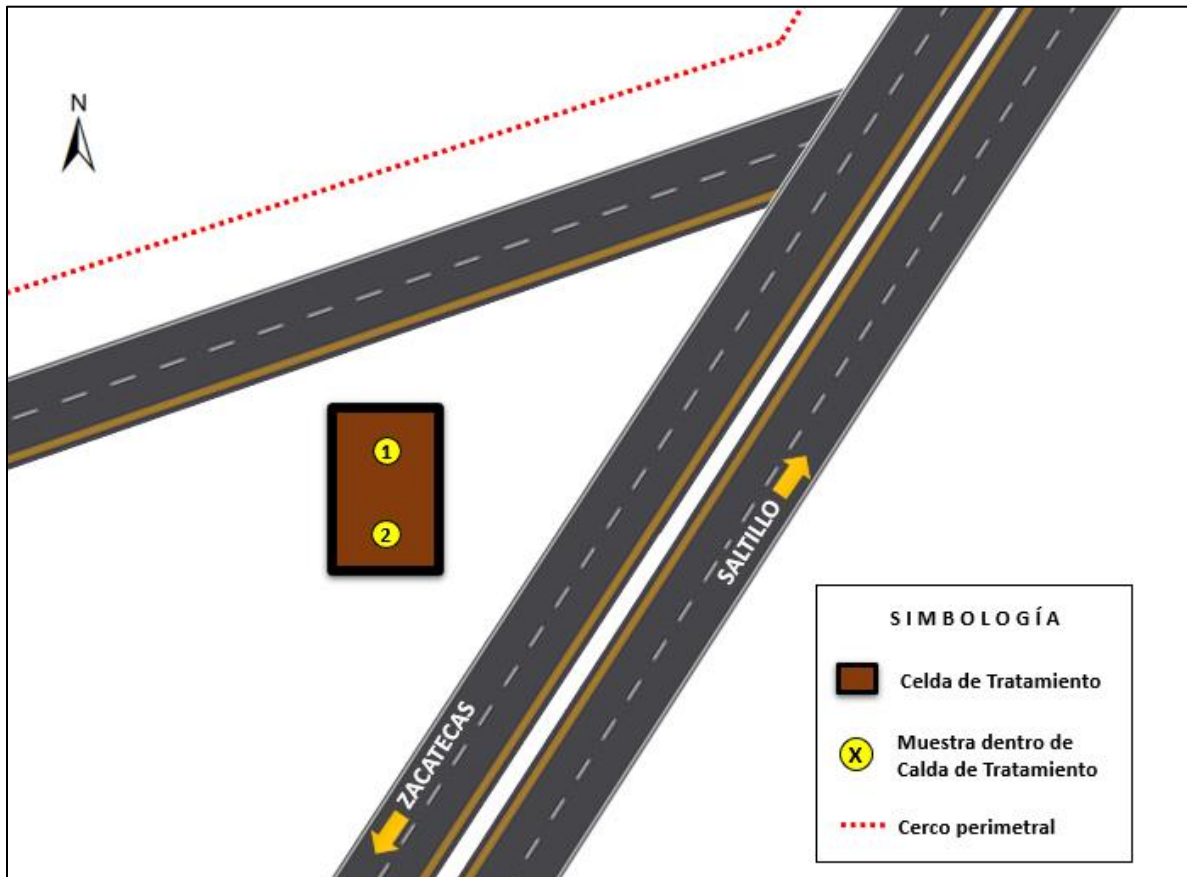 N
1
2
SALTILLO
ZACATECAS
SIMBOLOGÍA
Celda de Tratamiento
X
Muestra dentro de
Calda de Tratamiento
Cerco perimetral